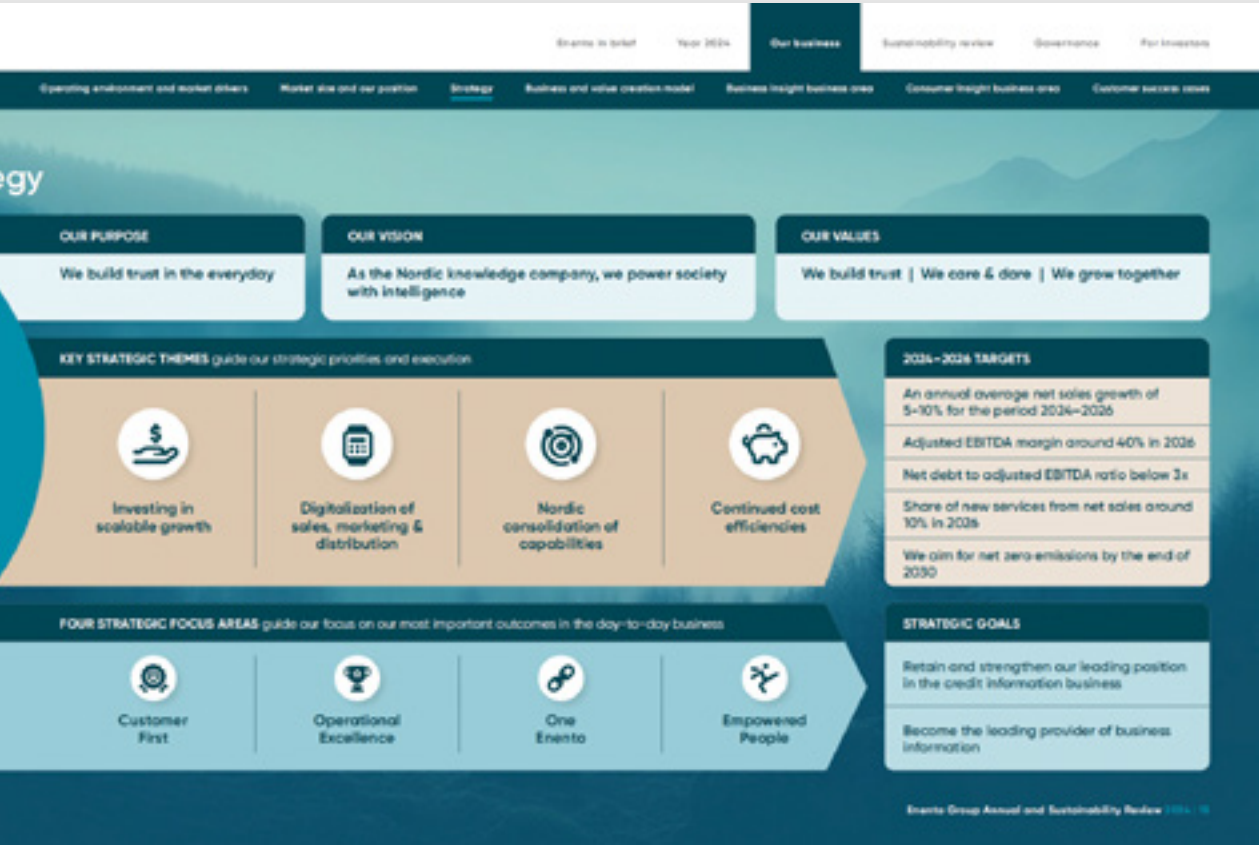 Enento in brief
Year 2024
Our business
Sustainability review
Governance
For investors
Operating environment and market drivers
Market size and our position
Strategy
Business and value creation model
Business Insight business area
Consumer Insight business area
Customer success cases
egy
OUR PURPOSE
We build trust in the everyday
OUR VISION
As the Nordic knowledge company, we power society
with intelligence
OUR VALUES
We build trust | We care & dare | We grow together
KEY STRATEGIC THEMES guide our strategic priorities and execution
Investing in
scalable growth
Digitalization of
sales, marketing &
distribution
Nordic
consolidation of
capabilities
Continued cost
efficiencies
2024–2026 TARGETS
An annual average net sales growth of
5–10% for the period 2024–2026
Adjusted EBITDA margin around 40% in 2026
Net debt to adjusted EBITDA ratio below 3x
Share of new services from net sales around
10% in 2026
We aim for net zero emissions by the end of
2030
FOUR STRATEGIC FOCUS AREAS guide our focus on our most important outcomes in the day-to-day business
Customer
First
Operational
Excellence
One
Enento
Empowered
People
STRATEGIC GOALS
Retain and strengthen our leading position
in the credit information business
Become the leading provider of business
information
Enento Group Annual and Sustainability Review 2024